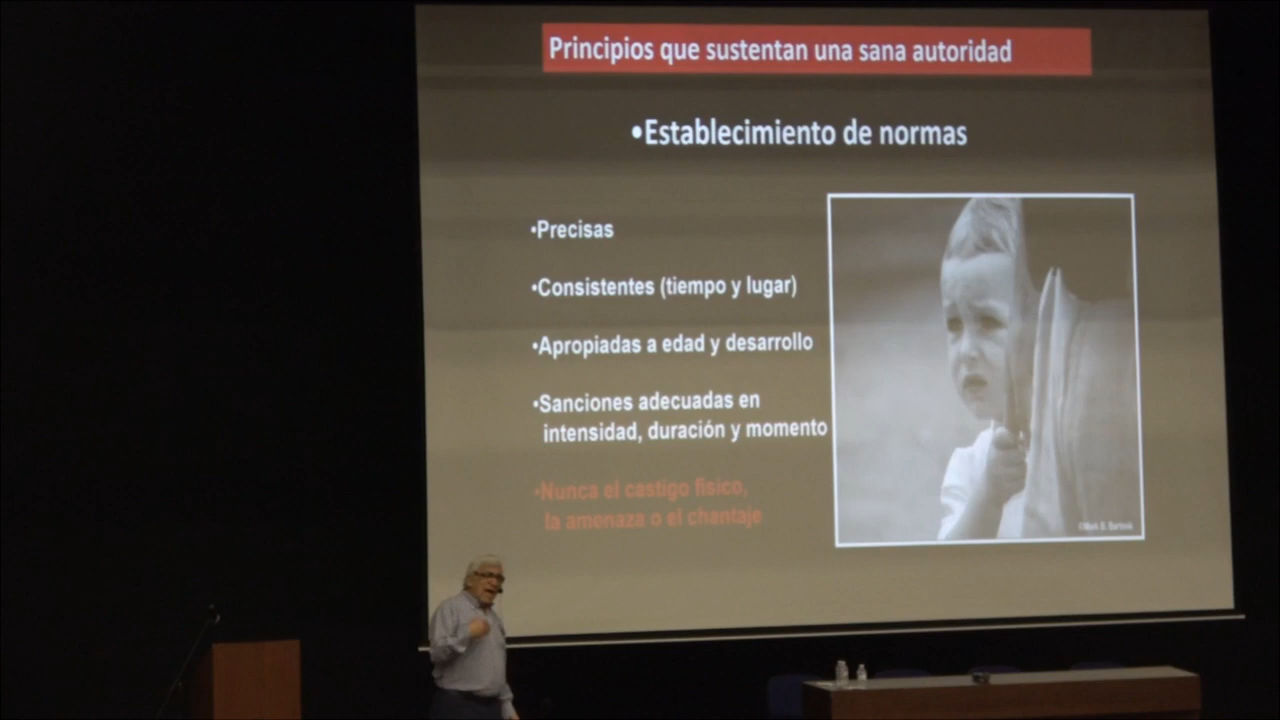 Principios que sustentan una sana autoridad
•Establecimiento de normas
•Precisas
•Consistentes (tiempo y lugar)
•Apropiadas a edad y desarrollo
•Sanciones adecuadas en
intensidad, duración y momento
•Nunca el castigo fisico,
la amenaza o el chantaje